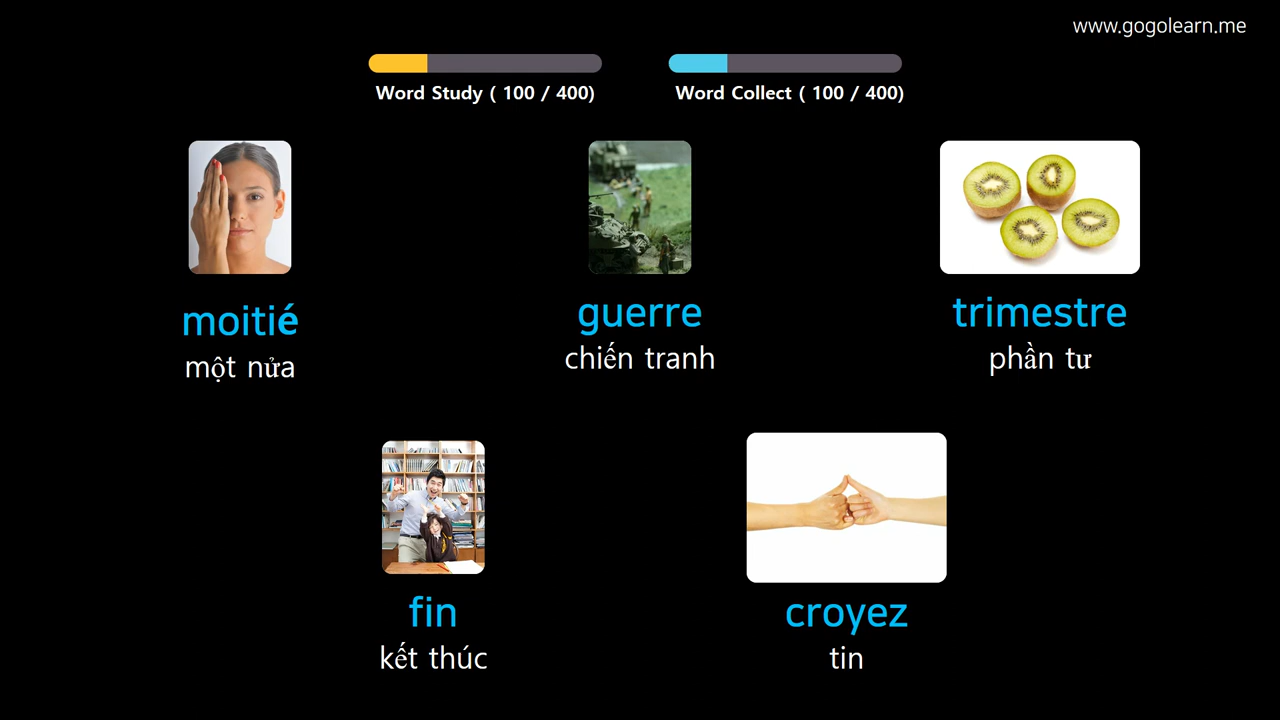 www.gogolearn.me
Word Study ( 100 / 400)
Word Collect ( 100 / 400)
moitié
một nửa
guerre
chiến tranh
trimestre
phần tư
fin
kết thúc
croyez
tin